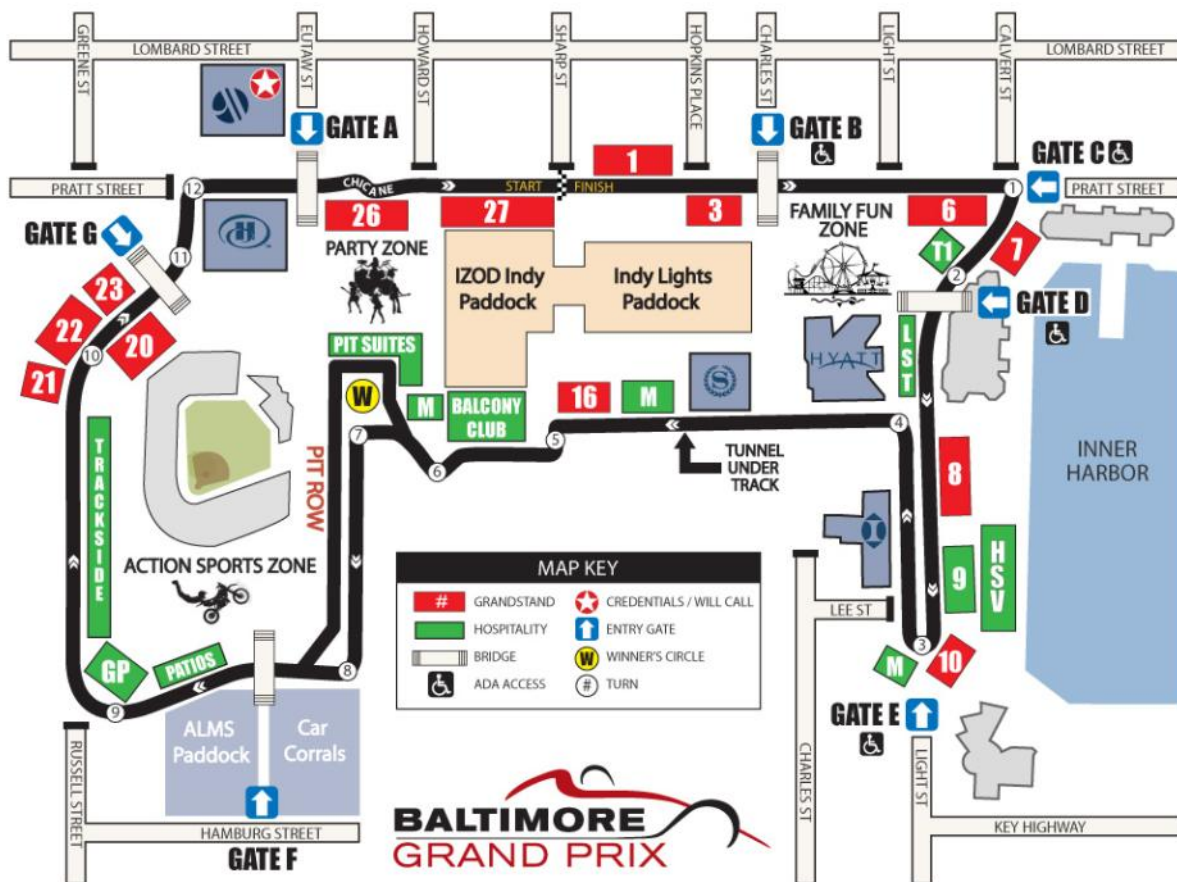 GREENE ST
LOMBARD STREET
EUTAW ST
HOWARD ST
SHARP ST
HOPKINS PLACE
CHARLES ST
LIGHT ST
CALVERT ST
LOMBARD STREET
GATE A
GATE B
GATE C
1
PRATT STREET
12
CHICANE
START
FINISH
1
PRATT STREET
26
27
3
FAMILY FUN
ZONE
6
7
GATE G
H
11
PARTY ZONE
IZOD Indy
Paddock
Indy Lights
Paddock
T1
2
GATE D
23
22
20
21
10
PIT SUITES
HYATT
LST
W
M
BALCONY
CLUB
16
M
S
7
6
5
4
TUNNEL
UNDER
TRACK
INNER
HARBOR
TRACKSIDE
PIT ROW
8
9
HSV
ACTION SPORTS ZONE
MAP KEY
# GRANDSTAND
CREDENTIALS / WILL CALL
HOSPITALITY
ENTRY GATE
BRIDGE
W WINNER'S CIRCLE
ADA ACCESS
# TURN
LEE ST
3
M
10
GP
PATIOS
8
9
ALMS
Paddock
Car
Corrals
GATE E
RUSSELL STREET
CHARLES ST
LIGHT ST
HAMBURG STREET
GATE F
BALTIMORE
GRAND PRIX
KEY HIGHWAY